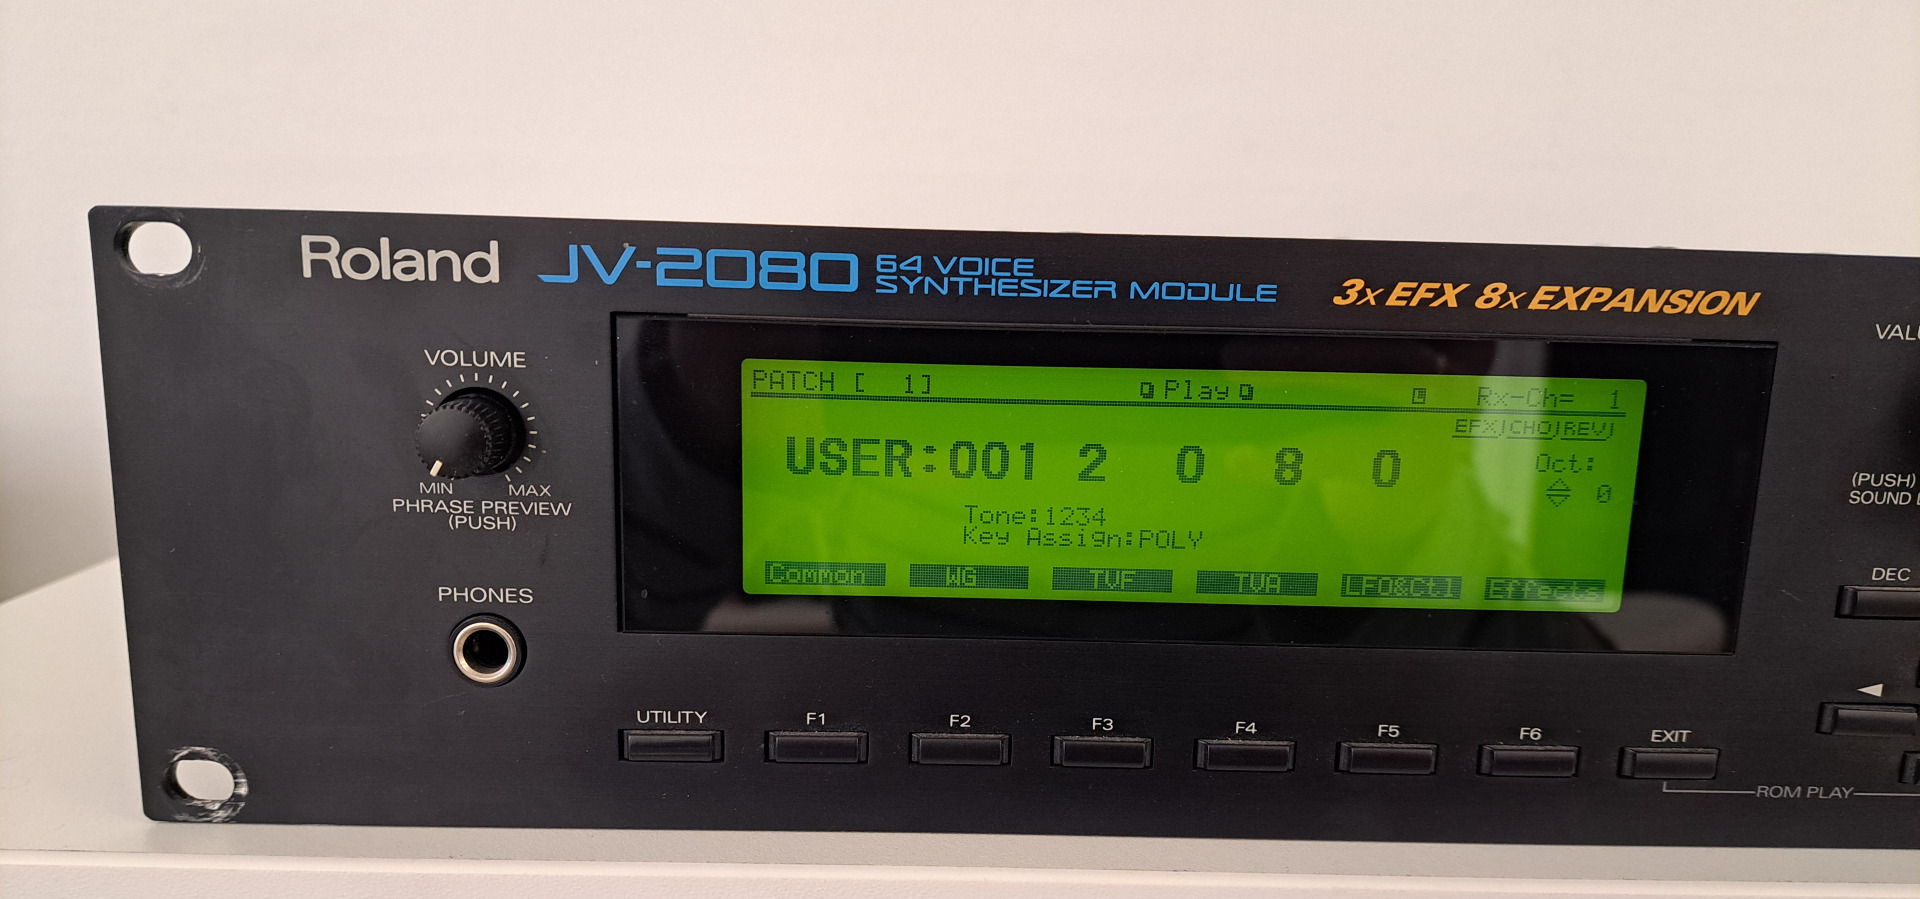 Roland JV-2080 64 VOICE
SYNTHESIZER MODULE
3x EFX 8x EXPANSION
VOLUME
MIN MAX
PHRASE PREVIEW
(PUSH)
PHONES
PATCH [ 1] Play Rx-Ch= 1
EFX CHO REV
USER:001 2 0 8 0
Oct:
0
Tone:1234
Key Assign:POLY
Common WG TVF TVA LFO&Ctl Effects
UTILITY F1 F2 F3 F4 F5 F6 EXIT
ROM PLAY
(PUSH)
SOUND
DEC